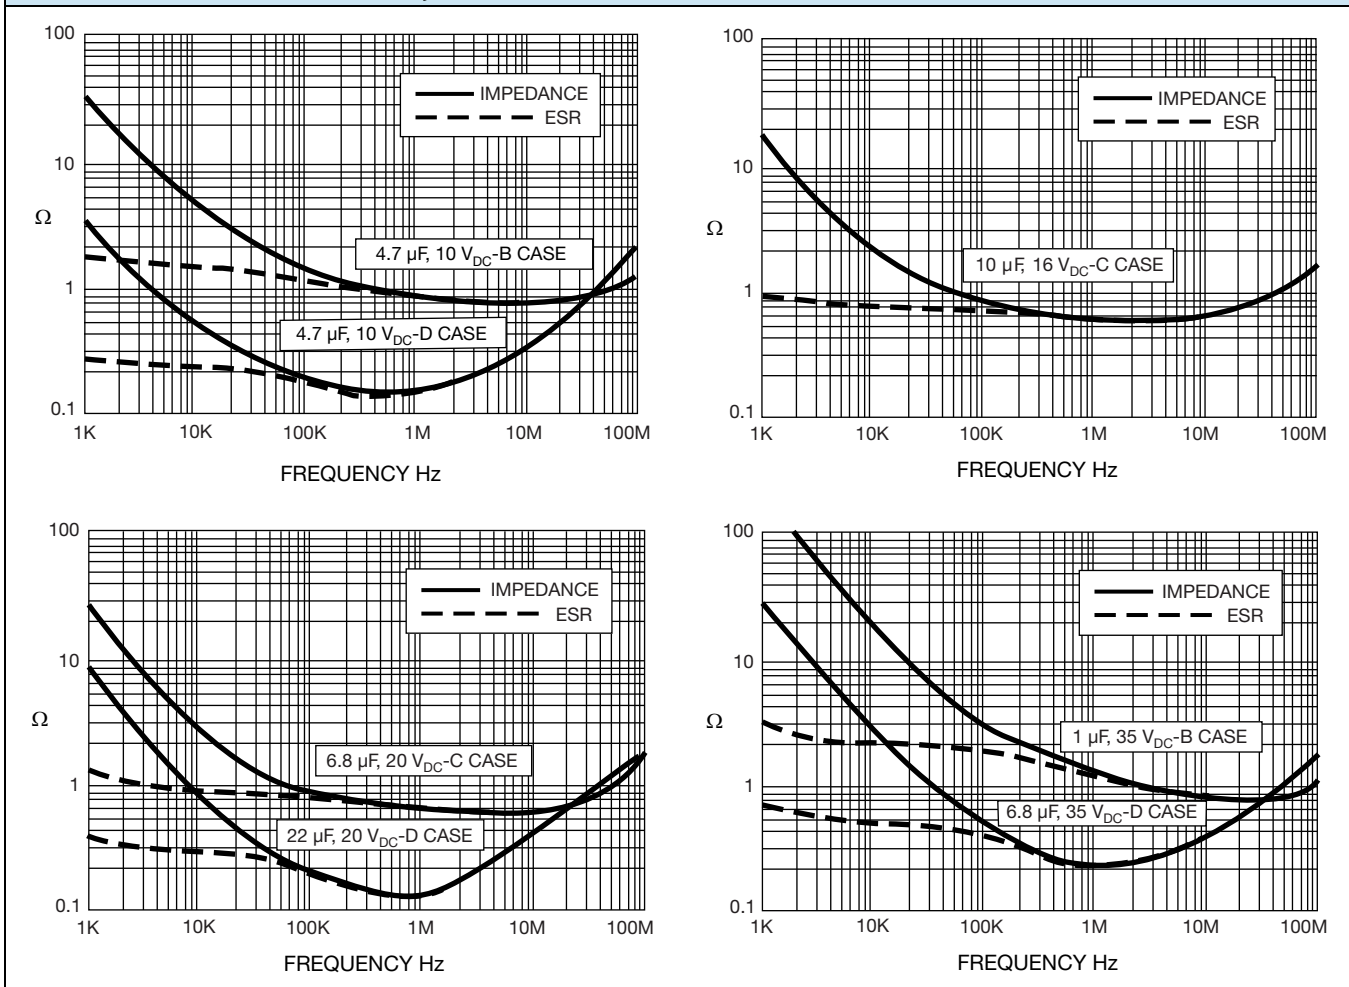 100
IMPEDANCE
ESR
10
Ω
4.7 µF, 10 VDC-B CASE
1
4.7 µF, 10 VDC-D CASE
0.1
1K 10K 100K 1M 10M 100M
FREQUENCY Hz
100
IMPEDANCE
ESR
10
Ω
10 µF, 16 VDC-C CASE
1
0.1
1K 10K 100K 1M 10M 100M
FREQUENCY Hz
100
IMPEDANCE
ESR
10
Ω
6.8 µF, 20 VDC-C CASE
1
22 µF, 20 VDC-D CASE
0.1
1K 10K 100K 1M 10M 100M
FREQUENCY Hz
100
IMPEDANCE
ESR
10
Ω
1 µF, 35 VDC-B CASE
1
6.8 µF, 35 VDC-D CASE
0.1
1K 10K 100K 1M 10M 100M
FREQUENCY Hz